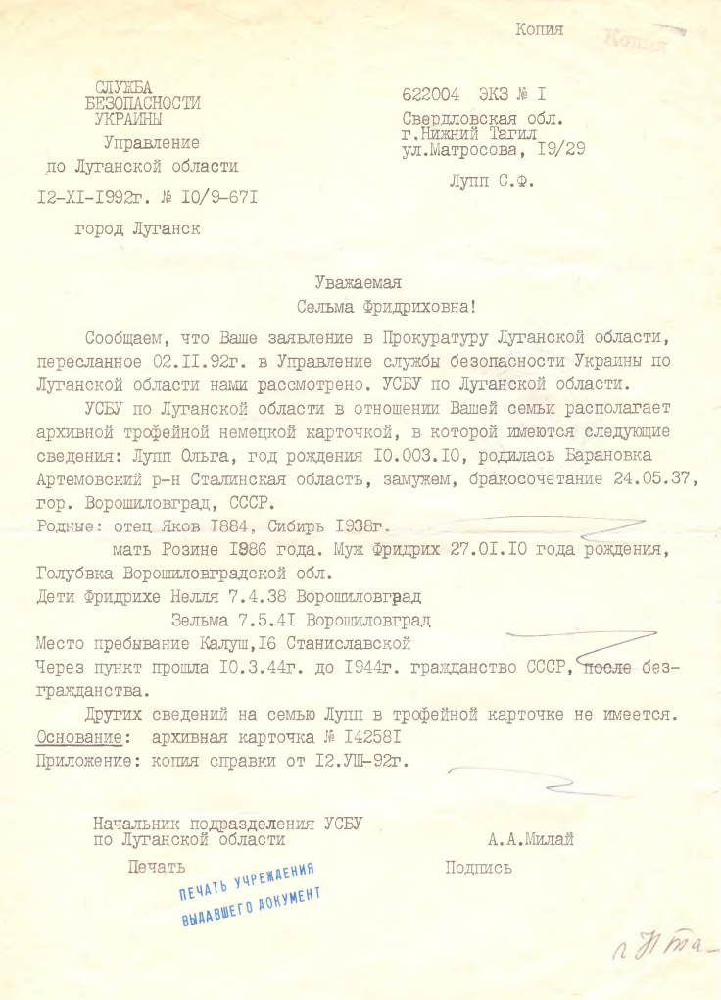 Копия
Копия
СЛУЖБА
БЕЗОПАСНОСТИ
УКРАИНЫ
Управление
по Луганской области
I2-XI-I992г. № I0/9-67I
город Луганск
622004 ЭКЗ № I
Свердловская обл.
г.Нижний Тагил
ул.Матросова, I9/29
Лупп С.Ф.
Уважаемая
Сельма Фридриховна!
Сообщаем, что Ваше заявление в Прокуратуру Луганской области,
пересланное 02.II.92г. в Управление службы безопасности Украины по
Луганской области нами рассмотрено. УСБУ по Луганской области.
УСБУ по Луганской области в отношении Вашей семьи располагает
архивной трофейной немецкой карточкой, в которой имеются следующие
сведения: Лупп Ольга, год рождения I0.003.I0, родилась Барановка
Артемовский р-н Сталинская область, замужем, бракосочетание 24.05.37,
гор. Ворошиловград, СССР.
Родные: отец Яков I884, Сибирь I938г.
мать Розине I986 года. Муж Фридрих 27.0I.I0 года рождения,
Голубвка Ворошиловградской обл.
Дети Фридрихе Нелля 7.4.38 Ворошиловград
Зельма 7.5.4I Ворошиловград
Место пребывание Калуш,I6 Станиславской
Через пункт прошла I0.3.44г. до I944г. гражданство СССР, после без-
гражданства.
Других сведений на семью Лупп в трофейной карточке не имеется.
Основание: архивная карточка № I4258I
Приложение: копия справки от I2.УШ-92г.
Начальник подразделения УСБУ
по Луганской области
А.А.Милай
Печать
Подпись
ПЕЧАТЬ УЧРЕЖДЕНИЯ
ВЫДАВШЕГО ДОКУМЕНТ